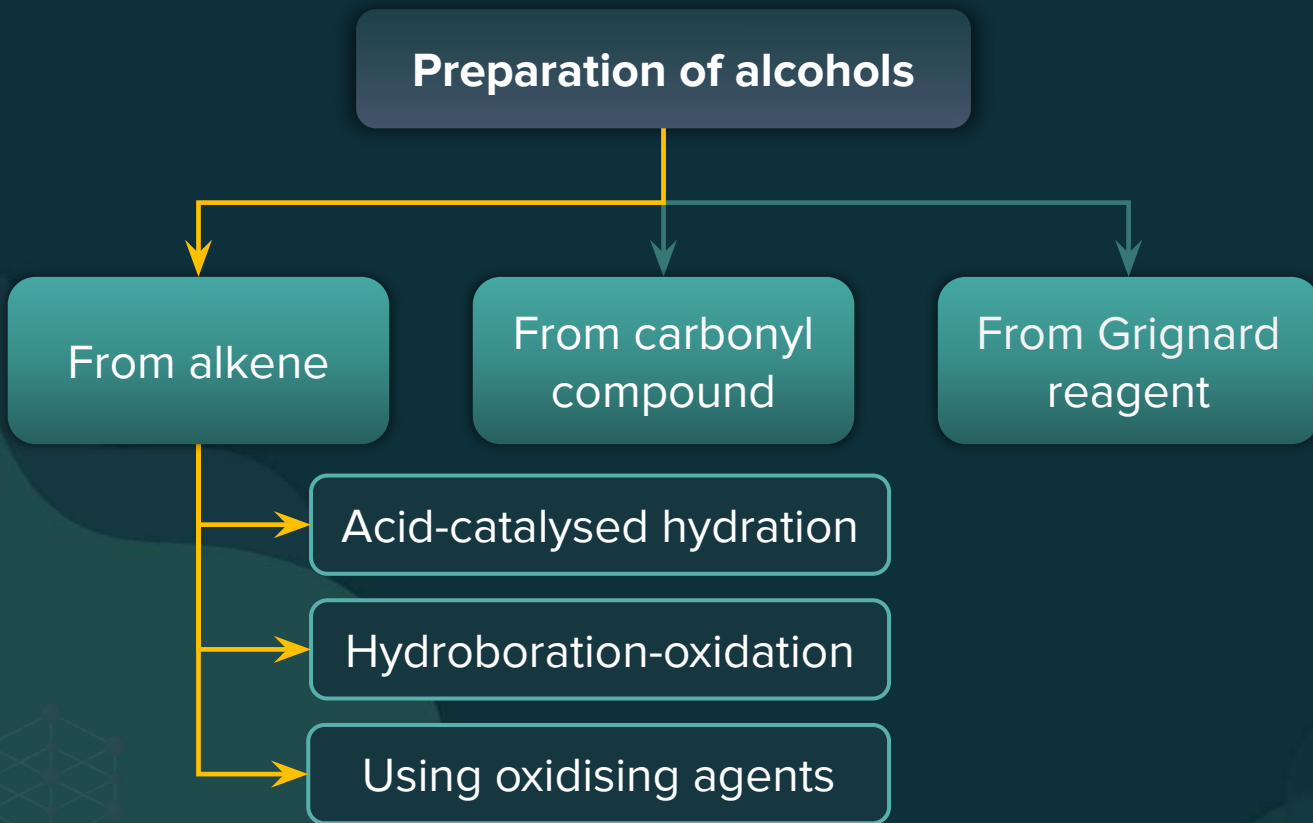 Preparation of alcohols
From alkene
From carbonyl
compound
From Grignard
reagent
Acid-catalysed hydration
Hydroboration-oxidation
Using oxidising agents